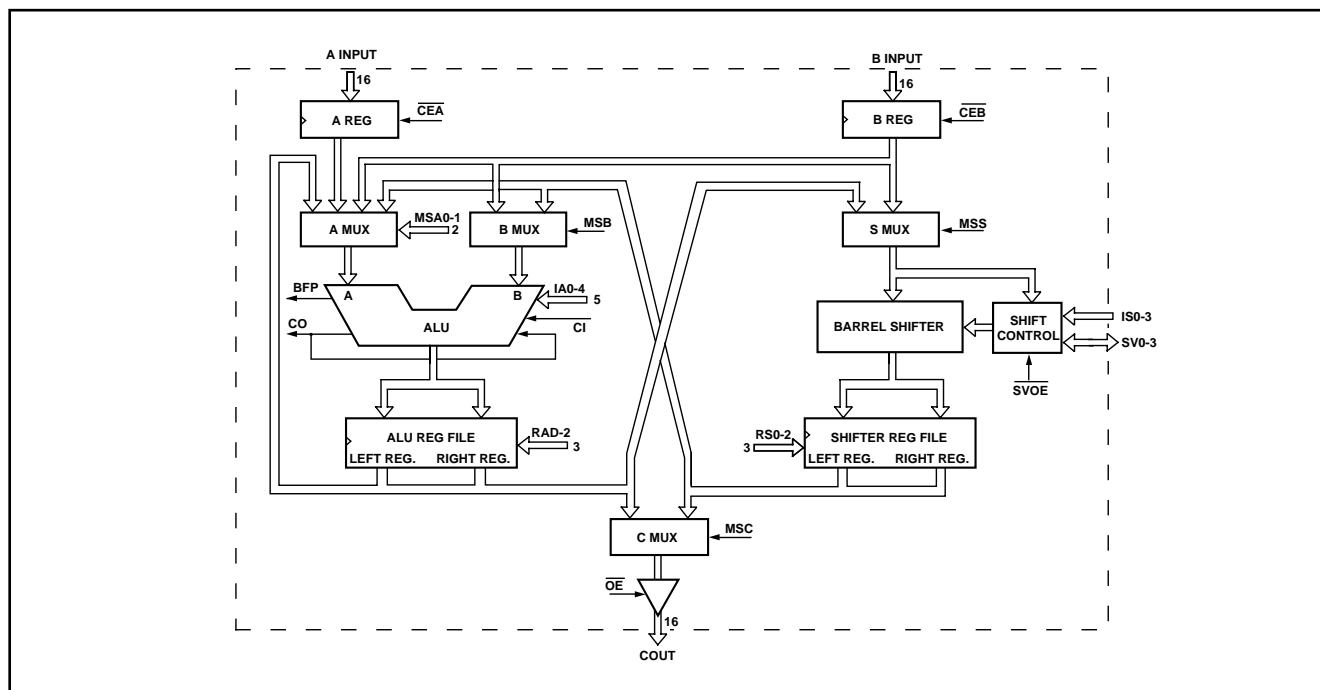 A INPUT
B INPUT
16
16
A REG
CEA
B REG
CEB
A MUX
MSA0-1
2
B MUX
MSB
S MUX
MSS
BFP
A
B
IA0-4
5
CO
ALU
CI
BARREL SHIFTER
SHIFT
CONTROL
IS0-3
SV0-3
SVOE
ALU REG FILE
LEFT REG. RIGHT REG.
RAD-2
3
RS0-2
3
SHIFTER REG FILE
LEFT REG. RIGHT REG.
C MUX
MSC
OE
16
COUT